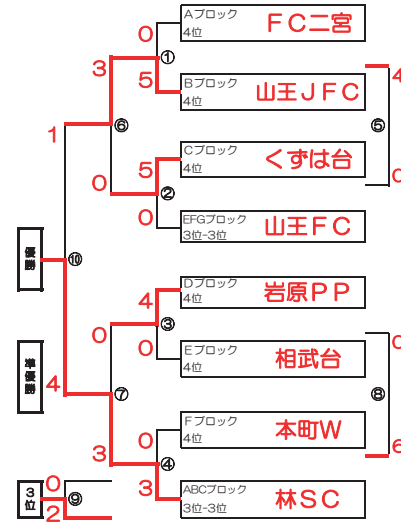 Aブロック
4位
FC二宮
0
①
3
5
Bブロック
4位
山王JFC
4
⑤
1
⑥
Cブロック
4位
くずは台
5
0
②
0
0
EFGブロック
3位-3位
山王FC
優勝
⑩
Dブロック
4位
岩原PP
4
0
③
0
0
Eブロック
4位
相武台
準優勝
4
⑦
⑧
Fブロック
4位
本町W
0
3
④
6
3
ABCブロック
3位-3位
林SC
3位
0
⑨
2